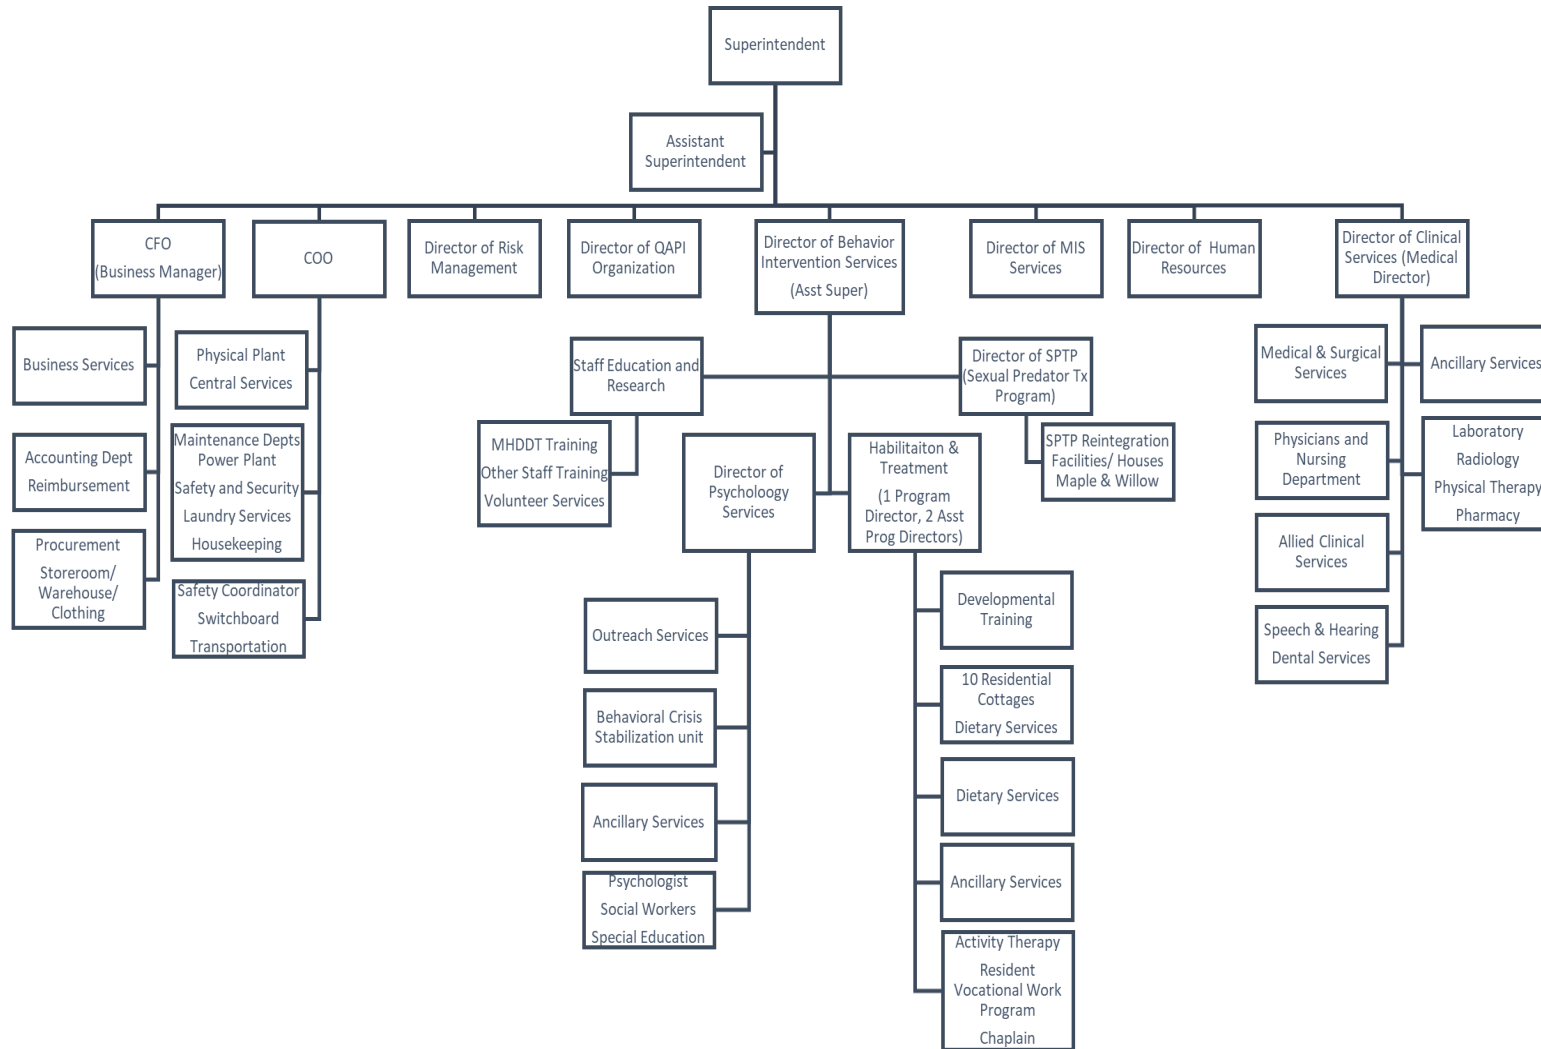 Superintendent
Assistant
Superintendent
CFO
(Business Manager)
COO
Director of Risk
Management
Director of QAPI
Organization
Director of Behavior
Intervention Services
(Asst Super)
Director of MIS
Services
Director of  Human
Resources
Director of Clinical
Services (Medical
Director)
Business Services
Accounting Dept
Reimbursement
Procurement
Storeroom/
Warehouse/
Clothing
Physical Plant
Central Services
Maintenance Depts
Power Plant
Safety and Security
Laundry Services
Housekeeping
Safety Coordinator
Switchboard
Transportation
Staff Education and
Research
MHDDT Training
Other Staff Training
Volunteer Services
Director of SPTP
(Sexual Predator Tx
Program)
SPTP Reintegration
Facilities/ Houses
Maple & Willow
Director of
Psycholoogy
Services
Outreach Services
Behavioral Crisis
Stabilization unit
Ancillary Services
Psychologist
Social Workers
Special Education
Habilitaiton &
Treatment
(1 Program
Director, 2 Asst
Prog Directors)
Developmental
Training
10 Residential
Cottages
Dietary Services
Dietary Services
Ancillary Services
Activity Therapy
Resident
Vocational Work
Program
Chaplain
Medical & Surgical
Services
Ancillary Services
Physicians and
Nursing
Department
Laboratory
Radiology
Physical Therapy
Pharmacy
Allied Clinical
Services
Speech & Hearing
Dental Services